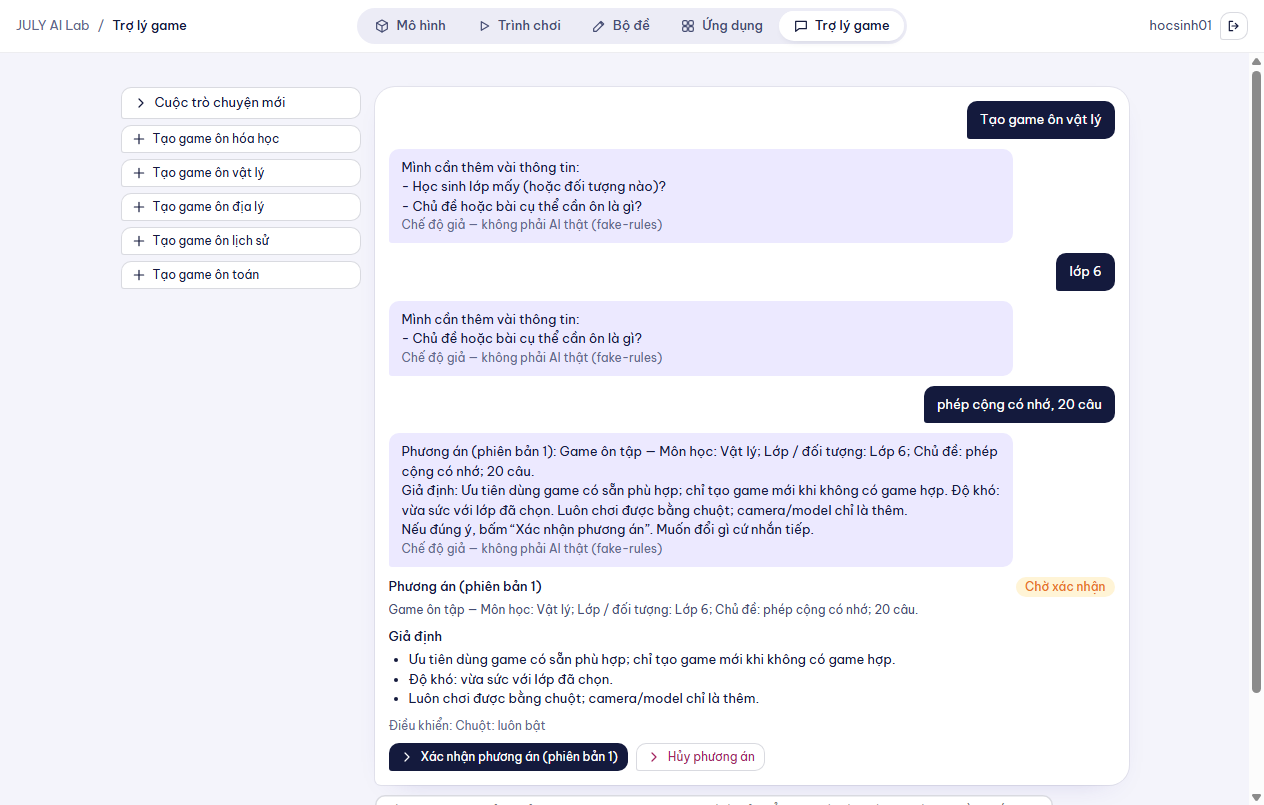 JULY AI Lab / Trợ lý game
Mô hình
Trình chơi
Bộ đề
Ứng dụng
Trợ lý game
hocsinh01
Cuộc trò chuyện mới
Tạo game ôn hóa học
Tạo game ôn vật lý
Tạo game ôn địa lý
Tạo game ôn lịch sử
Tạo game ôn toán
Tạo game ôn vật lý
Mình cần thêm vài thông tin:
- Học sinh lớp mấy (hoặc đối tượng nào)?
- Chủ đề hoặc bài cụ thể cần ôn là gì?
Chế độ giả — không phải AI thật (fake-rules)
lớp 6
Mình cần thêm vài thông tin:
- Chủ đề hoặc bài cụ thể cần ôn là gì?
Chế độ giả — không phải AI thật (fake-rules)
phép cộng có nhớ, 20 câu
Phương án (phiên bản 1): Game ôn tập — Môn học: Vật lý; Lớp / đối tượng: Lớp 6; Chủ đề: phép
cộng có nhớ; 20 câu.
Giả định: Ưu tiên dùng game có sẵn phù hợp; chỉ tạo game mới khi không có game hợp. Độ khó:
vừa sức với lớp đã chọn. Luôn chơi được bằng chuột; camera/model chỉ là thêm.
Nếu đúng ý, bấm “Xác nhận phương án”. Muốn đổi gì cứ nhắn tiếp.
Chế độ giả — không phải AI thật (fake-rules)
Phương án (phiên bản 1)
Chờ xác nhận
Game ôn tập — Môn học: Vật lý; Lớp / đối tượng: Lớp 6; Chủ đề: phép cộng có nhớ; 20 câu.
Giả định
Ưu tiên dùng game có sẵn phù hợp; chỉ tạo game mới khi không có game hợp.
Độ khó: vừa sức với lớp đã chọn.
Luôn chơi được bằng chuột; camera/model chỉ là thêm.
Điều khiển: Chuột: luôn bật
Xác nhận phương án (phiên bản 1)
Hủy phương án